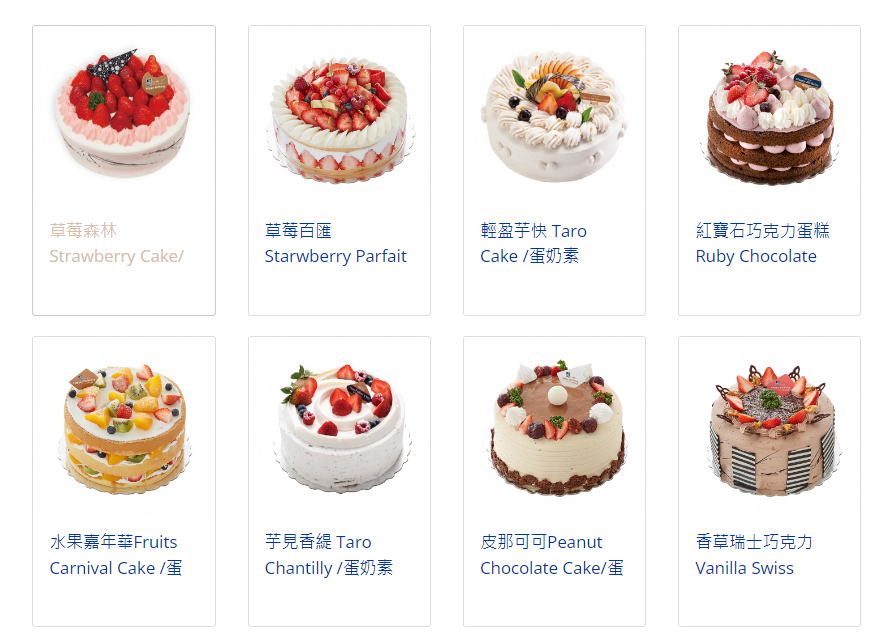 草莓森林
Strawberry Cake/
草莓百匯
Starwberry Parfait
輕盈芋快 Taro
Cake /蛋奶素
紅寶石巧克力蛋糕
Ruby Chocolate
水果嘉年華Fruits
Carnival Cake /蛋
芋見香緹 Taro
Chantilly /蛋奶素
皮那可可Peanut
Chocolate Cake/蛋
香草瑞士巧克力
Vanilla Swiss